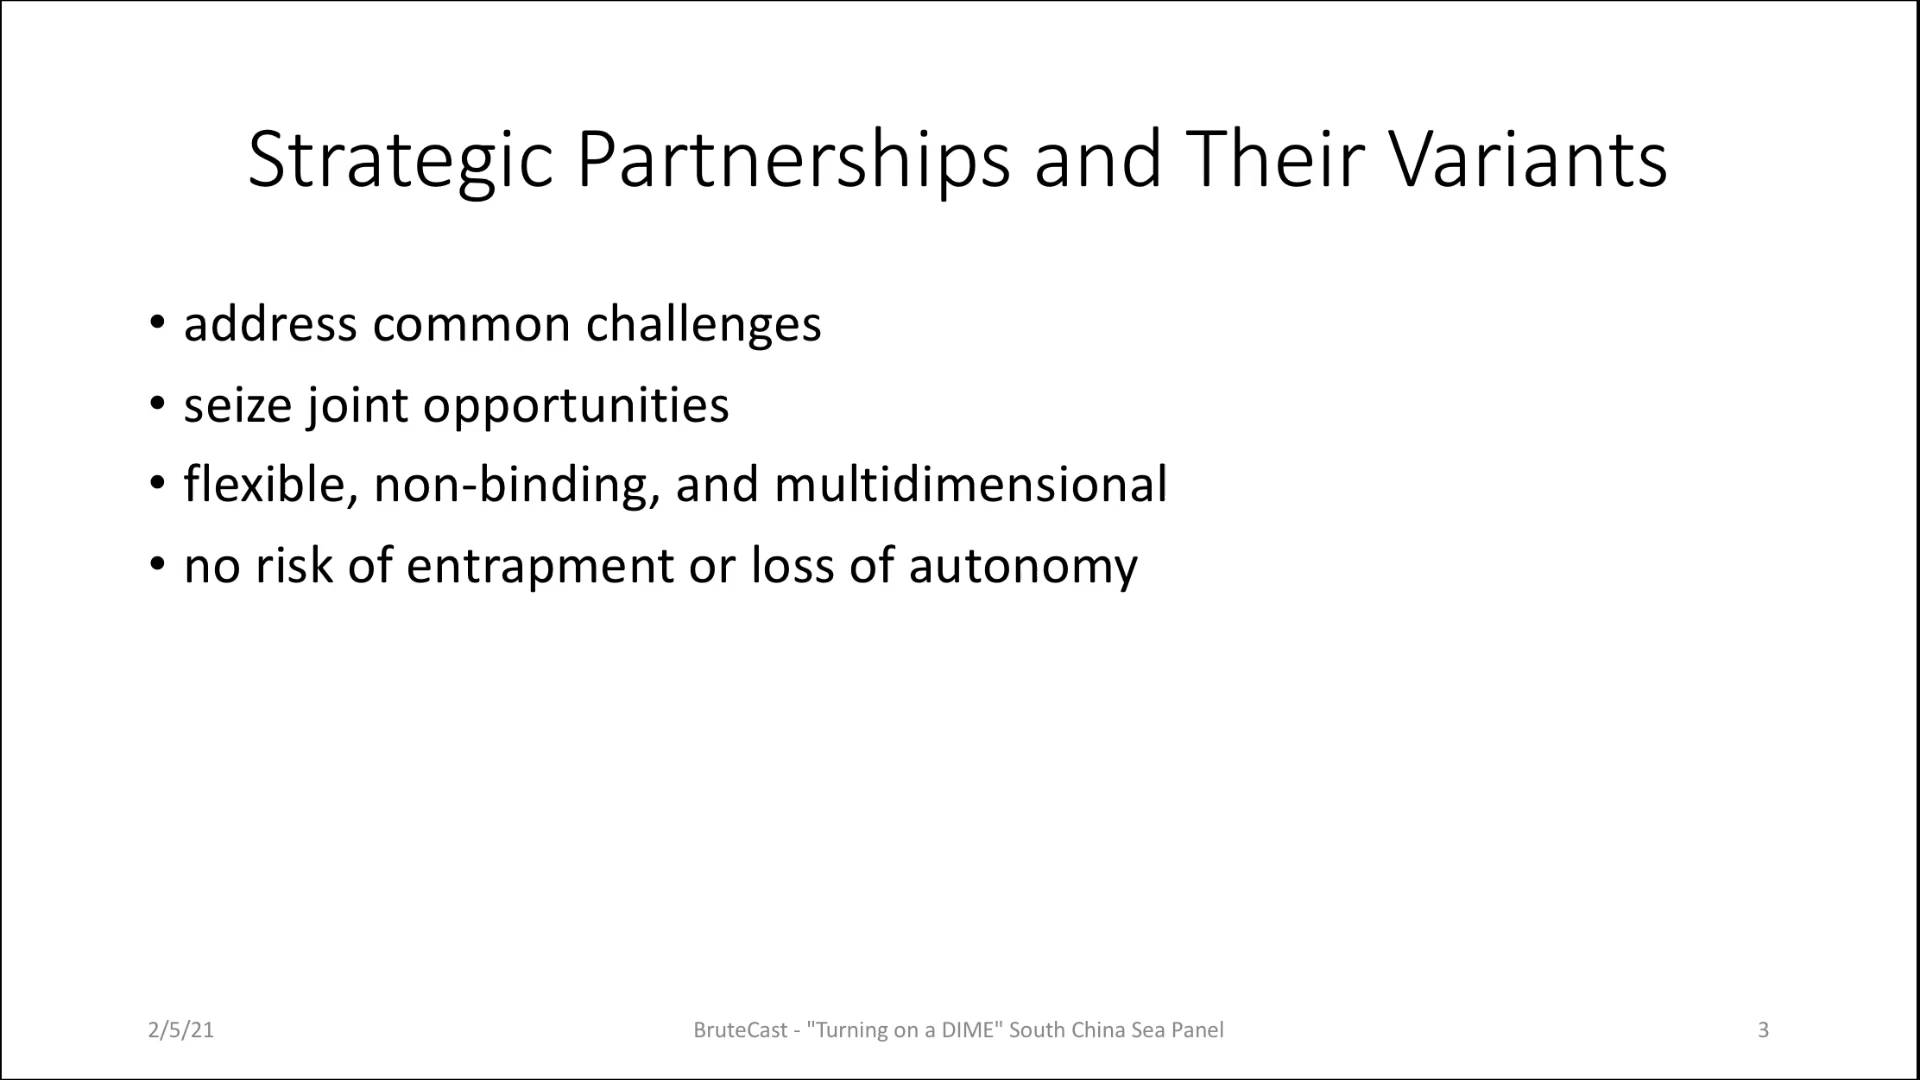 Strategic Partnerships and Their Variants
• address common challenges
• seize joint opportunities
• flexible, non-binding, and multidimensional
• no risk of entrapment or loss of autonomy
2/5/21
BruteCast - "Turning on a DIME" South China Sea Panel
3